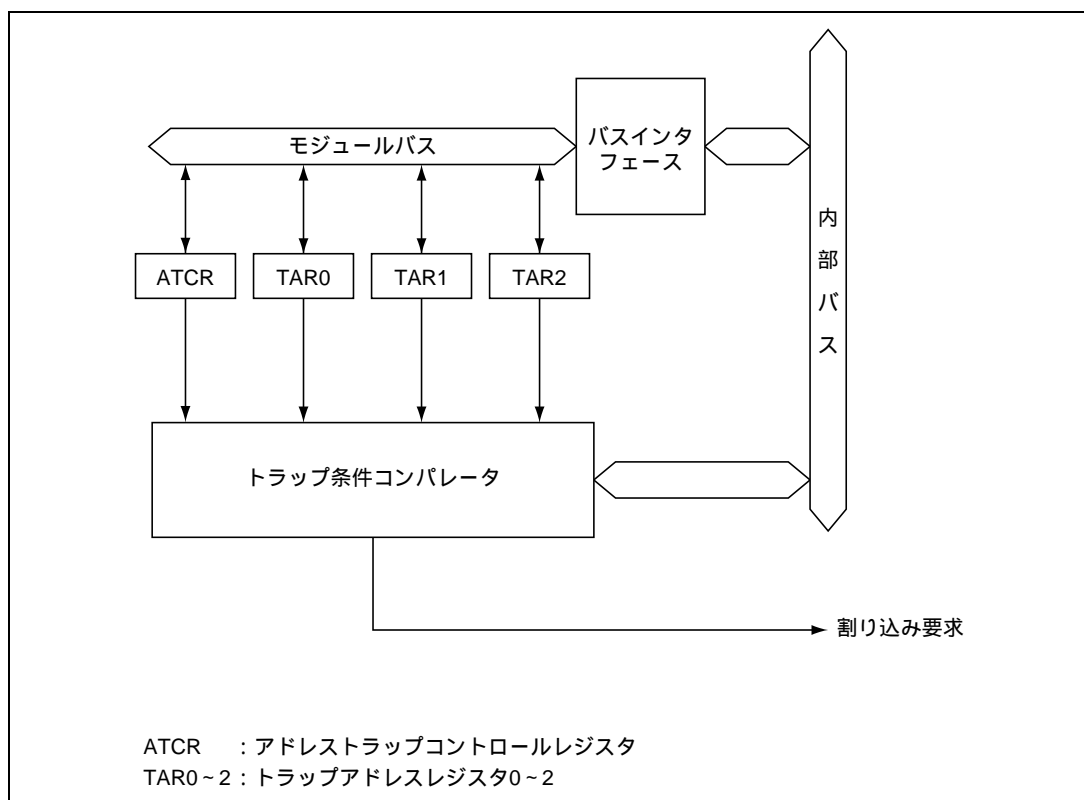 モジュールバス
バスインタ
フェース
内部バス
ATCR
TAR0
TAR1
TAR2
トラップ条件コンパレータ
割り込み要求
ATCR : アドレストラップコントロールレジスタ
TAR0~2 : トラップアドレスレジスタ0~2